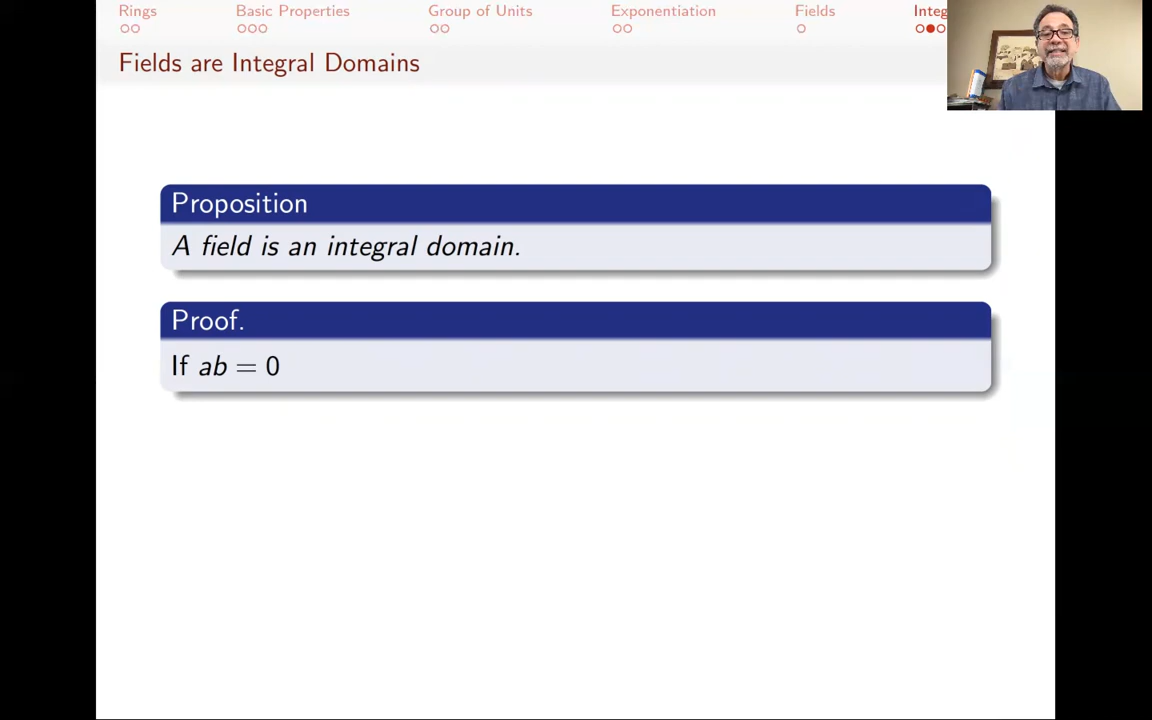 Rings Basic Properties Group of Units Exponentiation Fields Integ
Fields are Integral Domains
Proposition
A field is an integral domain.
Proof.
If ab = 0